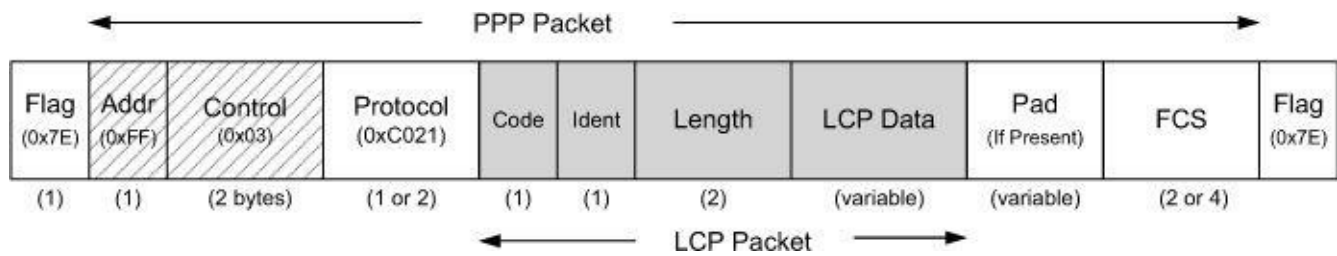 PPP Packet
Flag Addr Control Protocol Code Ident Length LCP Data Pad FCS Flag
(0x7E) (0xFF) (0x03) (0xC021) (If Present) (0x7E)
(1) (1) (2 bytes) (1 or 2) (1) (1) (2) (variable) (variable) (2 or 4)
LCP Packet